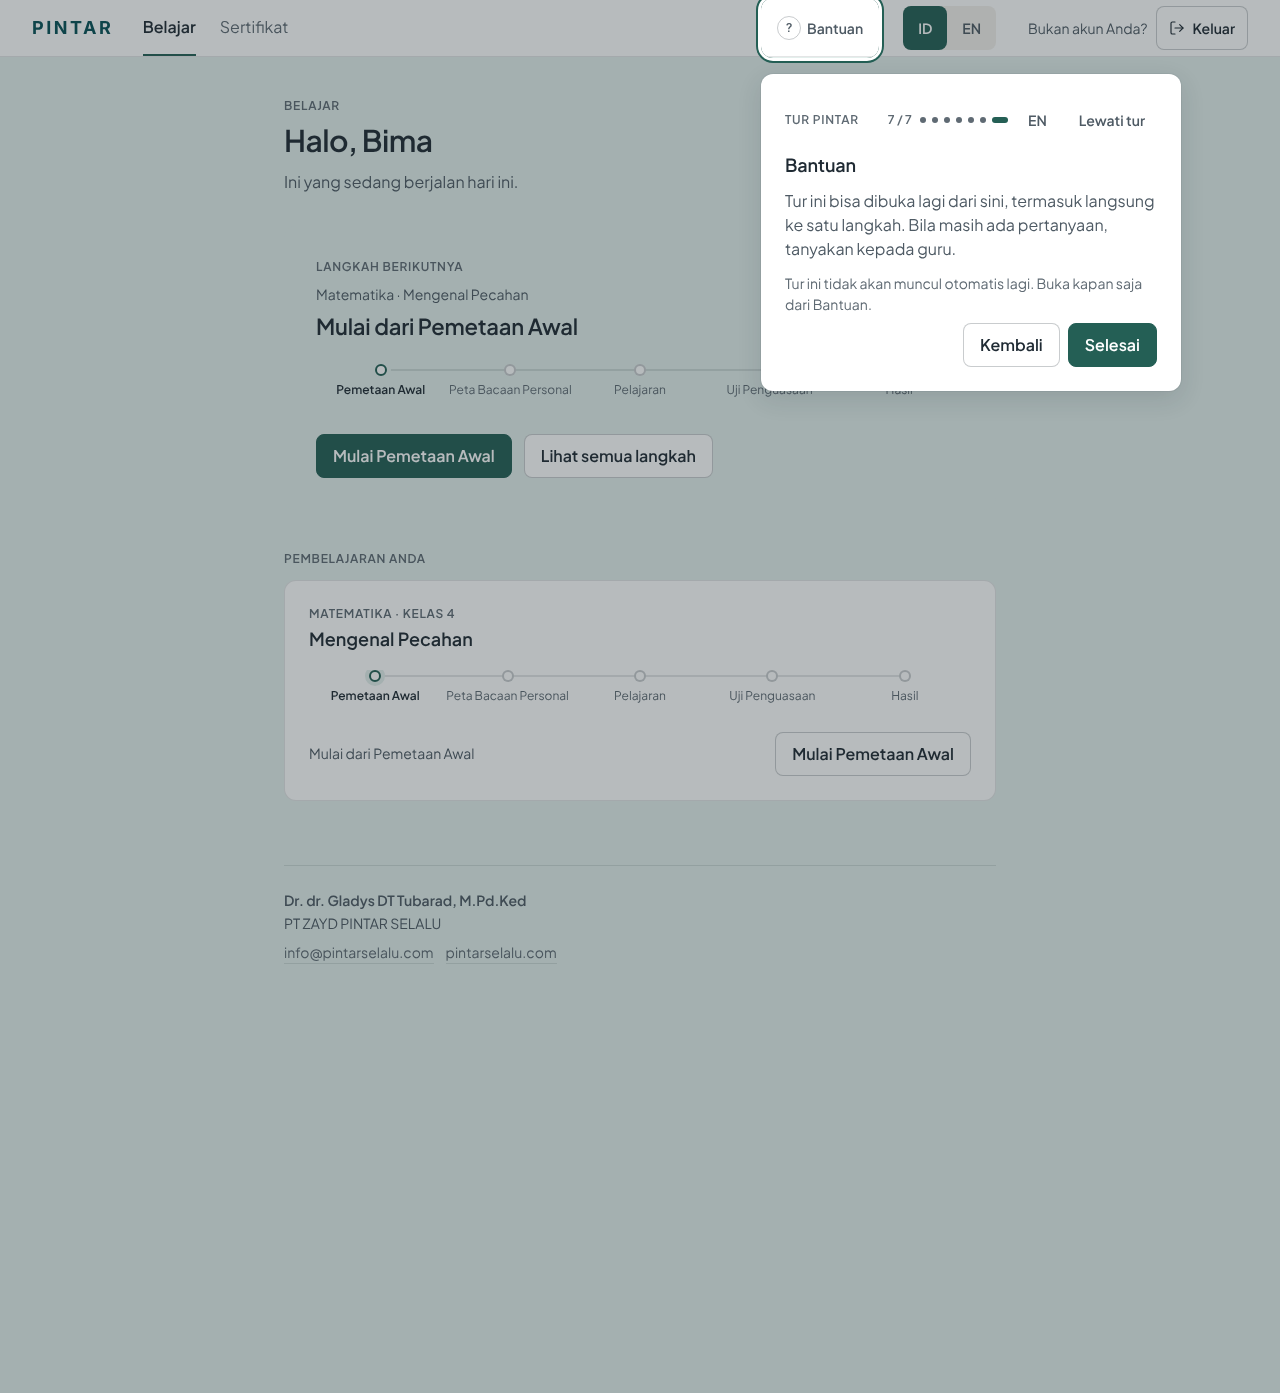 PINTAR
Belajar
Sertifikat
? Bantuan
ID
EN
Bukan akun Anda?
Keluar
BELAJAR
Halo, Bima
Ini yang sedang berjalan hari ini.
TUR PINTAR
7 / 7
EN
Lewati tur
Bantuan
Tur ini bisa dibuka lagi dari sini, termasuk langsung
ke satu langkah. Bila masih ada pertanyaan,
tanyakan kepada guru.
Tur ini tidak akan muncul otomatis lagi. Buka kapan saja
dari Bantuan.
Kembali
Selesai
LANGKAH BERIKUTNYA
Matematika · Mengenal Pecahan
Mulai dari Pemetaan Awal
Pemetaan Awal
Peta Bacaan Personal
Pelajaran
Uji Penguasaan
Hasil
Mulai Pemetaan Awal
Lihat semua langkah
PEMBELAJARAN ANDA
MATEMATIKA · KELAS 4
Mengenal Pecahan
Pemetaan Awal
Peta Bacaan Personal
Pelajaran
Uji Penguasaan
Hasil
Mulai dari Pemetaan Awal
Mulai Pemetaan Awal
Dr. dr. Gladys DT Tubarad, M.Pd.Ked
PT ZAYD PINTAR SELALU
info@pintarselalu.com
pintarselalu.com